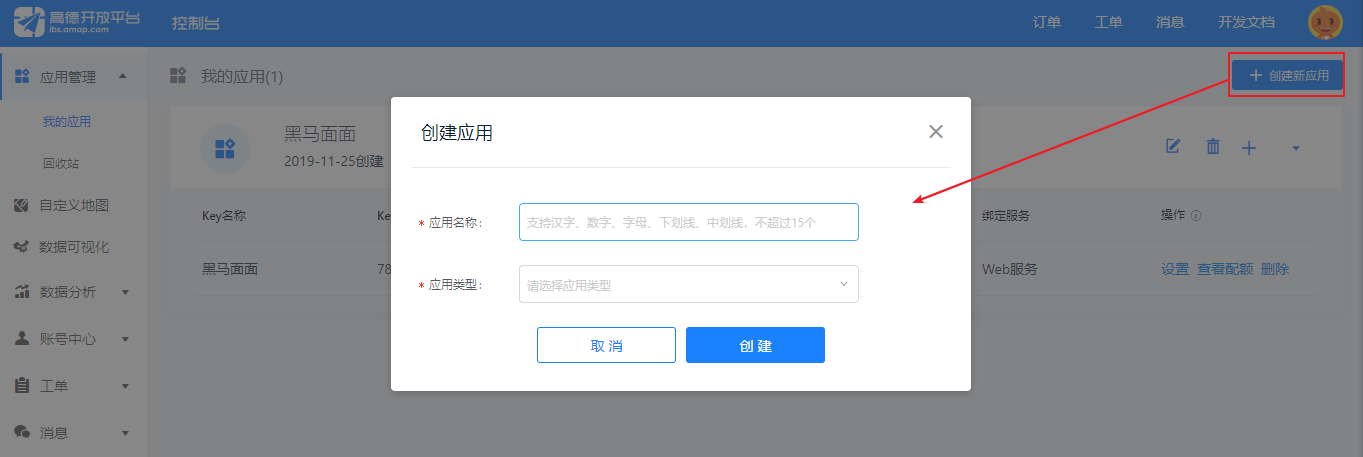 高德开放平台
lbs.amap.com
控制台
订单
工单
消息
开发文档
应用管理
我的应用
回收站
自定义地图
数据可视化
数据分析
账号中心
工单
消息
我的应用(1)
创建新应用
黑马面面
2019-11-25创建
Key名称
Ke
绑定服务
操作
黑马面面
78
Web服务
设置 查看配额 删除
创建应用
* 应用名称：
支持汉字、数字、字母、下划线、中划线，不超过15个
* 应用类型：
请选择应用类型
取 消
创 建